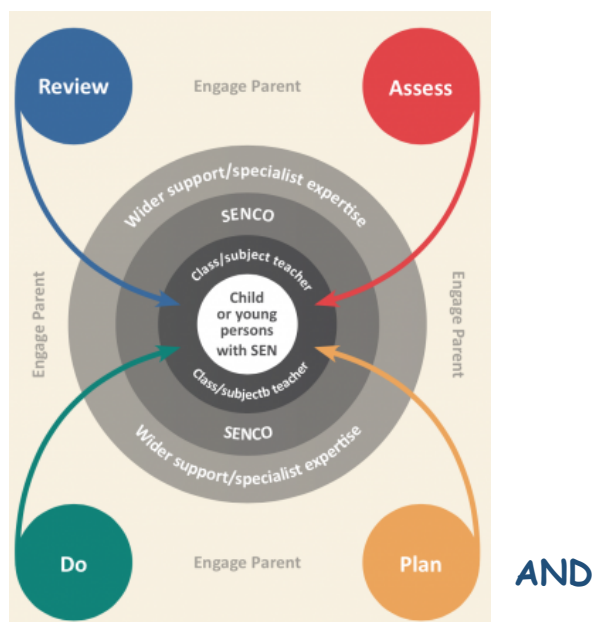 Review
Engage Parent
Assess
Wider support/specialist expertise
SENCO
Class/subject teacher
Engage Parent
Child
or young
persons
with SEN
Engage Parent
Class/subjectb teacher
SENCO
Wider support/specialist expertise
Do
Engage Parent
Plan
AND